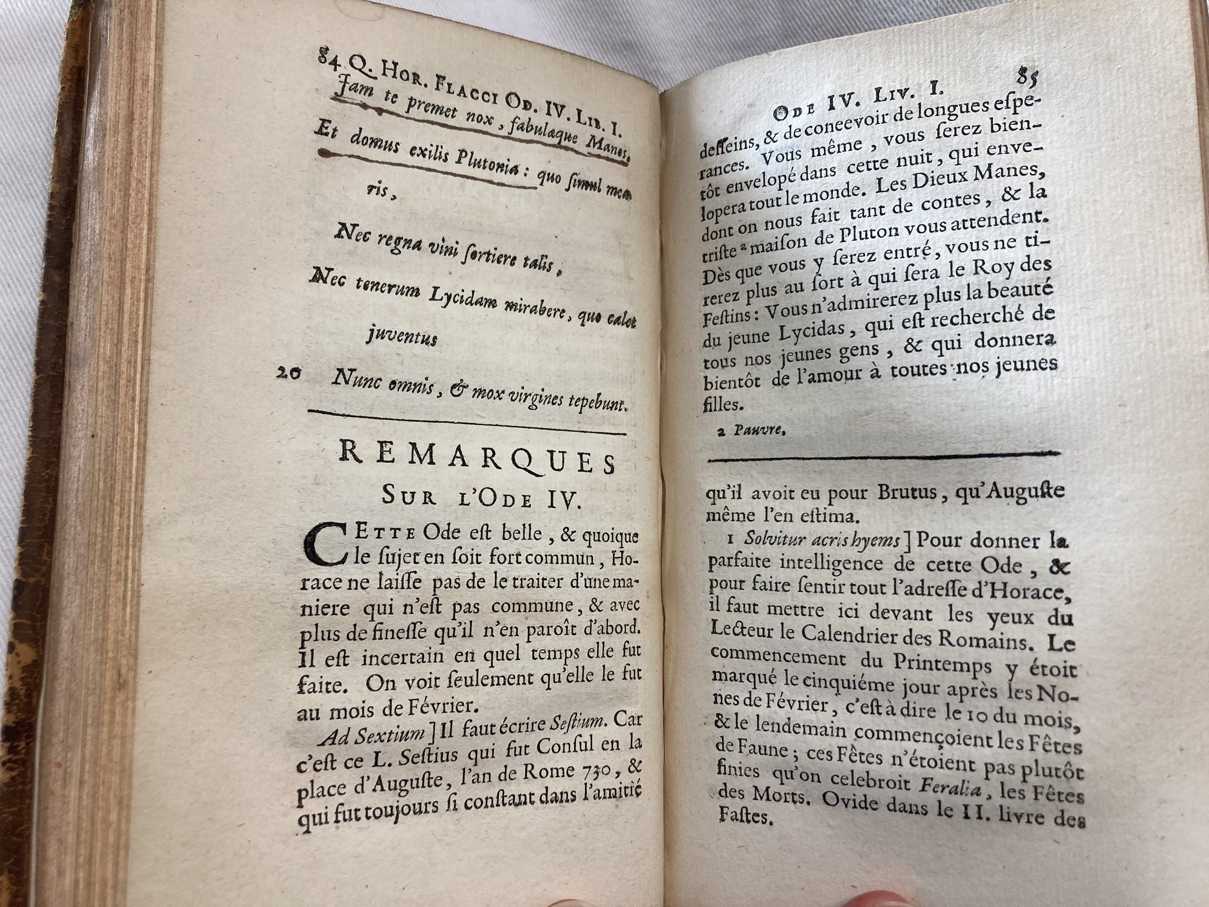 84 Q. HOR. FLACCI OD. IV. LIB. I.
Jam te premet nox, fabulaque Manes,
Et domus exilis Plutonia: quo ſimul mea
ris,
Nec regna vini ſortiere talis,
Nec tenerum Lycidam mirabere, quo calet
juventus
20 Nunc omnis, & mox virgines tepebunt.
REMARQUES
SUR L'ODE IV.
CETTE Ode eſt belle, & quoique
le ſujet en ſoit fort commun, Ho-
race ne laiſſe pas de le traiter d'une ma-
niere qui n'eſt pas commune, & avec
plus de fineſſe qu'il n'en paroît d'abord.
Il eſt incertain en quel temps elle fut
faite. On voit ſeulement qu'elle le fut
au mois de Février.
Ad Sextium] Il faut écrire Seſtium. Car
c'eſt ce L. Seſtius qui fut Conſul en la
place d'Auguſte, l'an de Rome 730, &
qui fut toujours ſi conſtant dans l'amitié
ODE IV. LIV. I. 85
deſſeins, & de coneevoir de longues eſpe-
rances. Vous même, vous ſerez bien-
tôt envelopé dans cette nuit, qui enve-
lopera tout le monde. Les Dieux Manes,
dont on nous fait tant de contes, & la
triſte 2 maiſon de Pluton vous attendent.
Dès que vous y ſerez entré, vous ne ti-
rerez plus au ſort à qui ſera le Roy des
Feſtins: Vous n'admirerez plus la beauté
du jeune Lycidas, qui eſt recherché de
tous nos jeunes gens, & qui donnera
bientôt de l'amour à toutes nos jeunes
filles.
2 Pauvre.
qu'il avoit eu pour Brutus, qu'Auguſte
même l'en eſtima.
1 Solvitur acris hyems] Pour donner la
parfaite intelligence de cette Ode, &
pour faire ſentir tout l'adreſſe d'Horace,
il faut mettre ici devant les yeux du
Lecteur le Calendrier des Romains. Le
commencement du Printemps y étoit
marqué le cinquiéme jour après les No-
nes de Février, c'eſt à dire le 10 du mois,
& le lendemain commençoient les Fêtes
de Faune; ces Fêtes n'étoient pas plutôt
finies qu'on celebroit Feralia, les Fêtes
des Morts. Ovide dans le II. livre des
Faſtes.